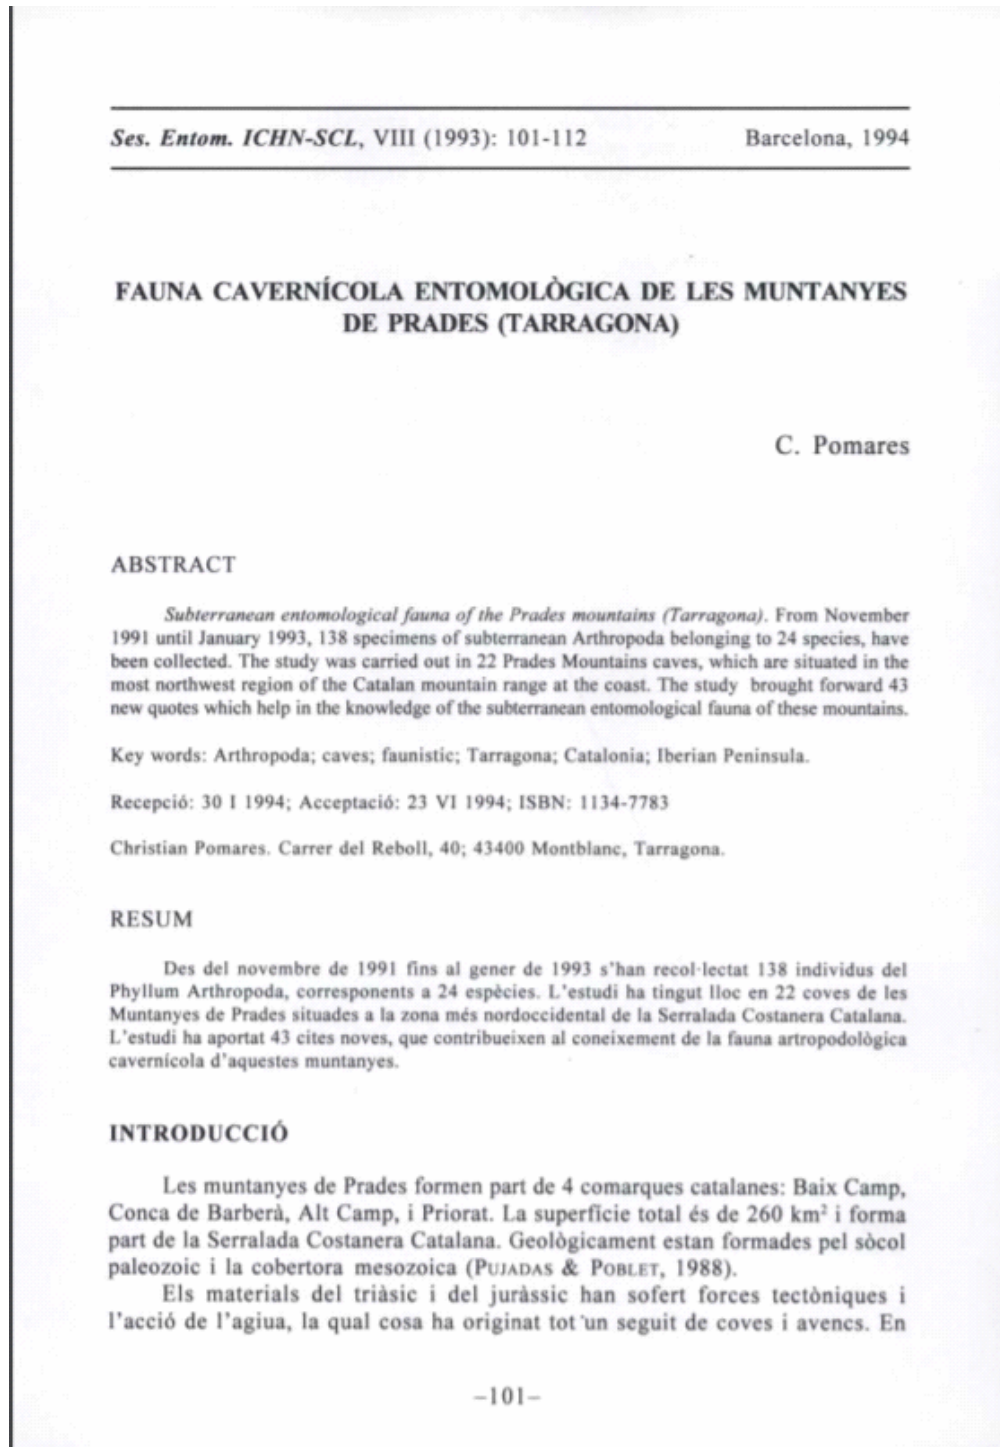 Ses. Entom. ICHN-SCL, VIII (1993): 101-112 Barcelona, 1994
FAUNA CAVERNÍCOLA ENTOMOLÒGICA DE LES MUNTANYES
DE PRADES (TARRAGONA)
C. Pomares
ABSTRACT
Subterranean entomological fauna of the Prades mountains (Tarragona). From November
1991 until January 1993, 138 specimens of subterranean Arthropoda belonging to 24 species, have
been collected. The study was carried out in 22 Prades Mountains caves, which are situated in the
most northwest region of the Catalan mountain range at the coast. The study brought forward 43
new quotes which help in the knowledge of the subterranean entomological fauna of these mountains.
Key words: Arthropoda; caves; faunistic; Tarragona; Catalonia; Iberian Peninsula.
Recepció: 30 I 1994; Acceptació: 23 VI 1994; ISBN: 1134-7783
Christian Pomares. Carrer del Reboll, 40; 43400 Montblanc, Tarragona.
RESUM
Des del novembre de 1991 fins al gener de 1993 s'han recol·lectat 138 individus del
Phyllum Arthropoda, corresponents a 24 espècies. L'estudi ha tingut lloc en 22 coves de les
Muntanyes de Prades situades a la zona més nordoccidental de la Serralada Costanera Catalana.
L'estudi ha aportat 43 cites noves, que contribueixen al coneixement de la fauna artropodològica
cavernícola d'aquestes muntanyes.
INTRODUCCIÓ
Les muntanyes de Prades formen part de 4 comarques catalanes: Baix Camp,
Conca de Barberà, Alt Camp, i Priorat. La superfície total és de 260 km² i forma
part de la Serralada Costanera Catalana. Geològicament estan formades pel sòcol
paleozoic i la cobertora mesozoica (PUJADAS & POBLET, 1988).
Els materials del triàsic i del juràssic han sofert forces tectòniques i
l'acció de l'agiua, la qual cosa ha originat tot un seguit de coves i avencs. En
-101-